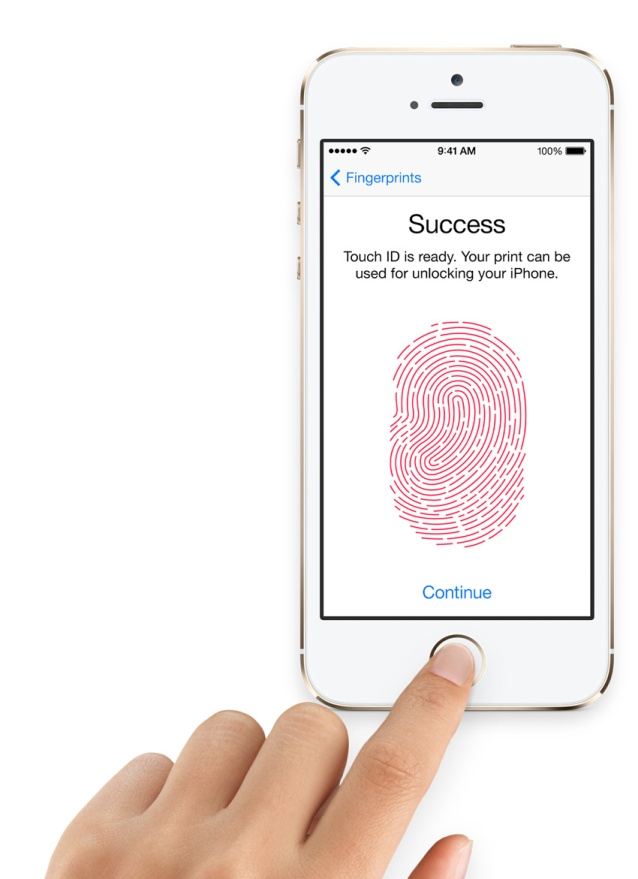 9:41 AM
100%
Fingerprints
Success
Touch ID is ready. Your print can be
used for unlocking your iPhone.
Continue